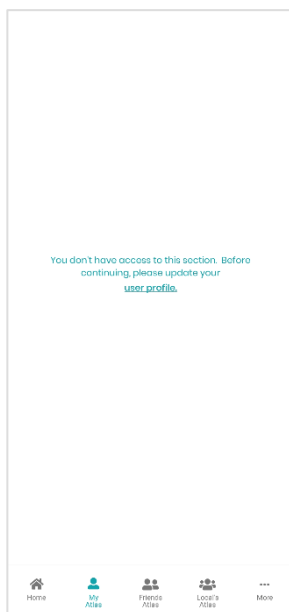 You don't have access to this section. Before
continuing, please update your
user profile.
Home
My
Atlas
Friends
Atlas
Local's
Atlas
More